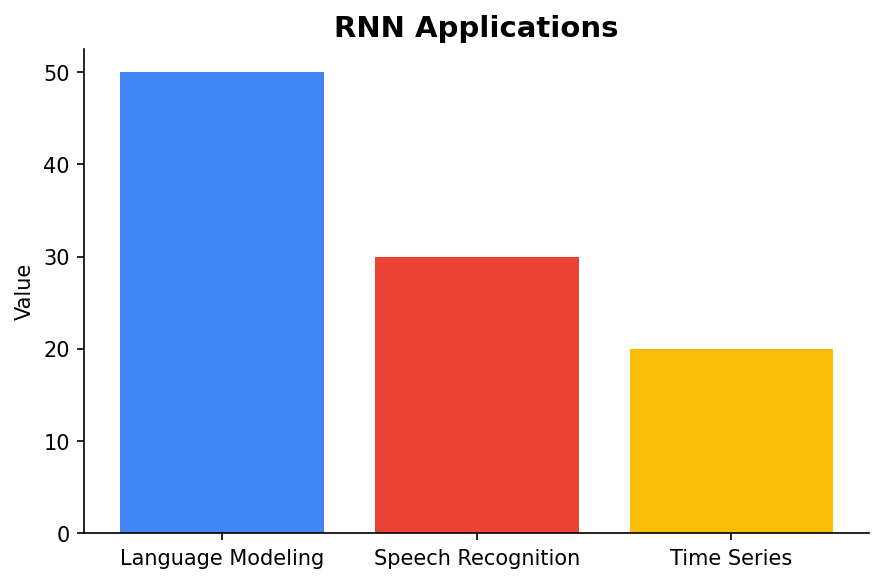 RNN Applications
Value
50
40
30
20
10
0
Language Modeling
Speech Recognition
Time Series